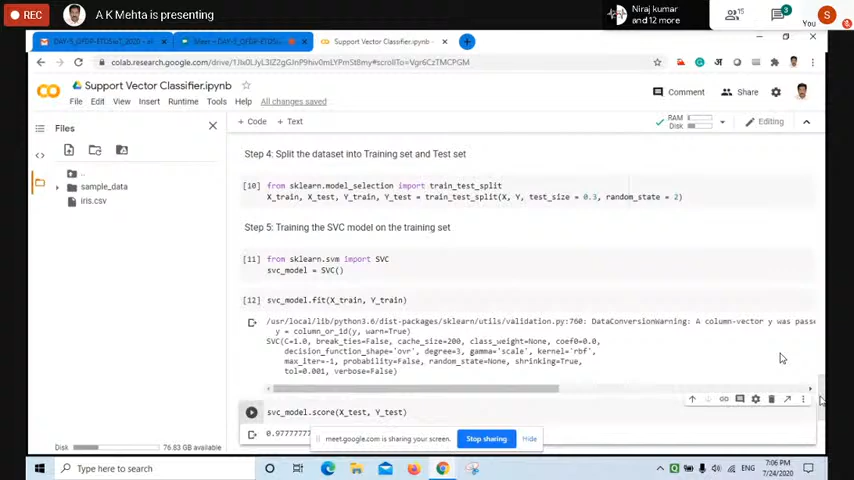 REC
A K Mehta is presenting
Niraj kumar
and 12 more
15
3
You
S
Support Vector Classifier.ipynb
colab.research.google.com/drive/
Support Vector Classifier.ipynb
File Edit View Insert Runtime Tools Help All changes saved
Comment
Share
+ Code + Text
RAM
Disk
Editing
Files
..
sample_data
iris.csv
Step 4: Split the dataset into Training set and Test set
[10] from sklearn.model_selection import train_test_split
X_train, X_test, Y_train, Y_test = train_test_split(X, Y, test_size = 0.3, random_state = 2)
Step 5: Training the SVC model on the training set
[11] from sklearn.svm import SVC
svc_model = SVC()
[12] svc_model.fit(X_train, Y_train)
/usr/local/lib/python3.6/dist-packages/sklearn/utils/validation.py:760: DataConversionWarning: A column-vector y was passe
y = column_or_1d(y, warn=True)
SVC(C=1.0, break_ties=False, cache_size=200, class_weight=None, coef0=0.0,
decision_function_shape='ovr', degree=3, gamma='scale', kernel='rbf',
max_iter=-1, probability=False, random_state=None, shrinking=True,
tol=0.001, verbose=False)
svc_model.score(X_test, Y_test)
0.9777777
meet.google.com is sharing your screen.
Stop sharing
Hide
Disk
76.83 GB available
Type here to search
ENG
7:06 PM
7/24/2020